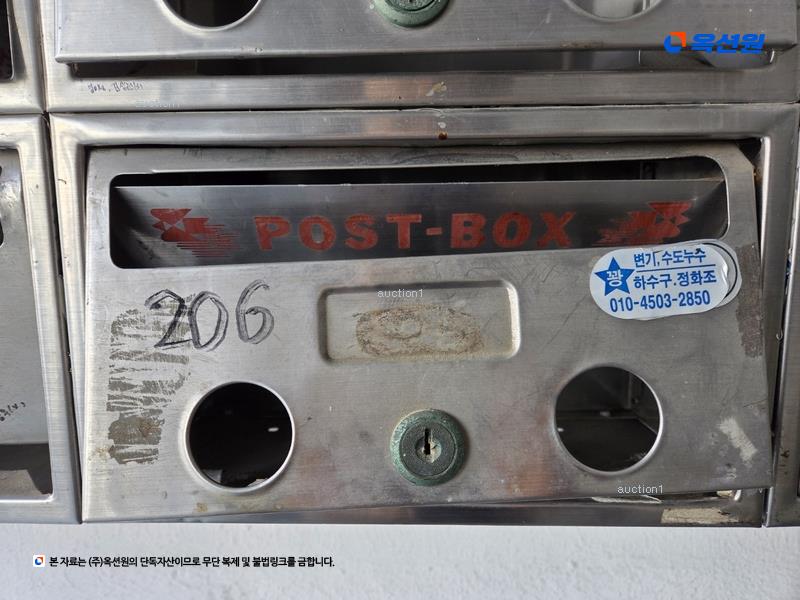 옥션원
POST-BOX
변기, 수도누수
꽝 하수구.정화조
010-4503-2850
206
auction1
auction1
본 자료는 (주)옥션원의 단독자산이므로 무단 복제 및 불법링크를 금합니다.